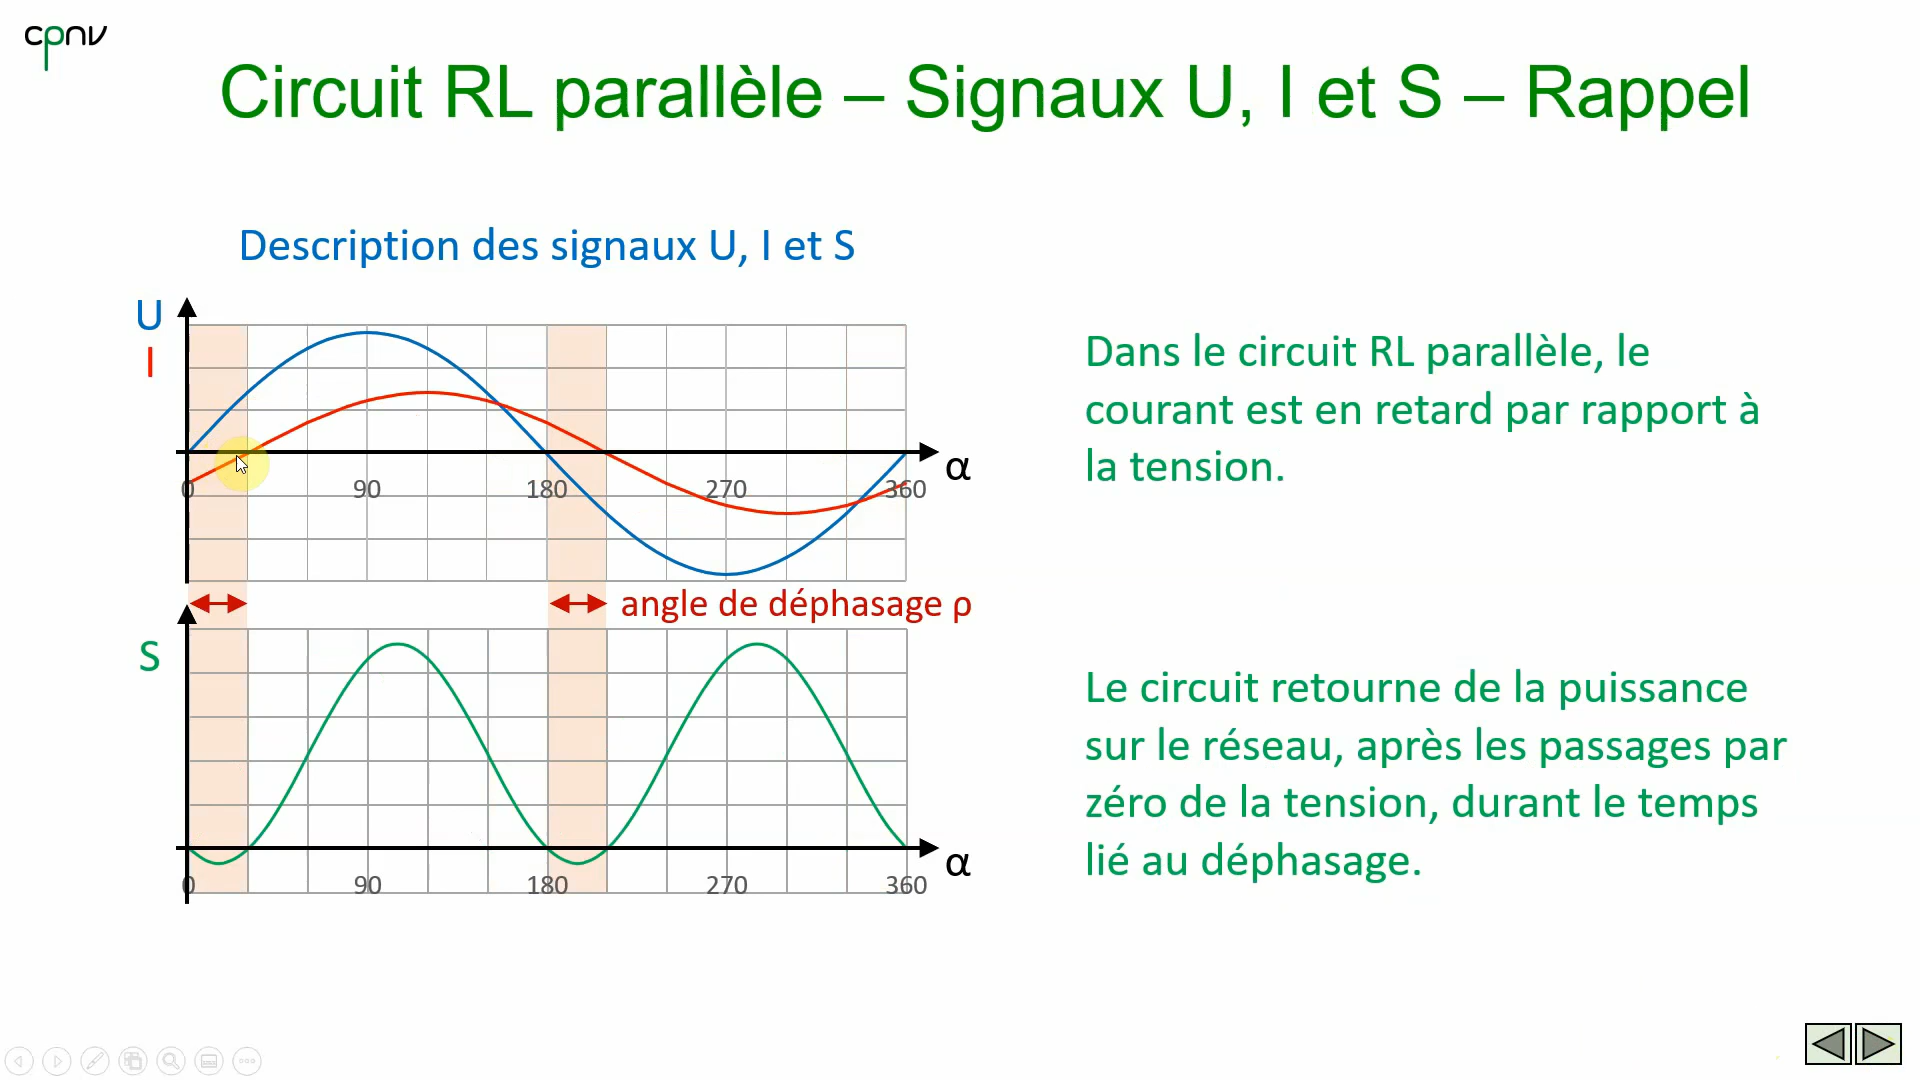 cpnv
Circuit RL parallèle – Signaux U, I et S – Rappel
Description des signaux U, I et S
U
I
0 90 180 270 360
α
angle de déphasage ρ
S
0 90 180 270 360
α
Dans le circuit RL parallèle, le
courant est en retard par rapport à
la tension.
Le circuit retourne de la puissance
sur le réseau, après les passages par
zéro de la tension, durant le temps
lié au déphasage.